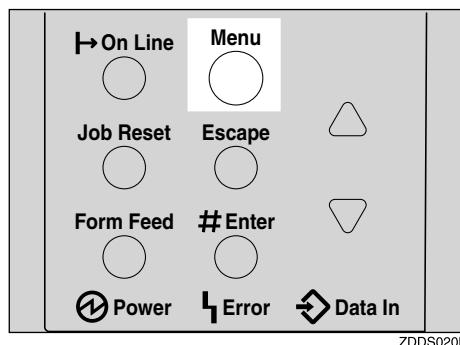 On Line Menu
Job Reset Escape
Form Feed # Enter
Power Error Data In